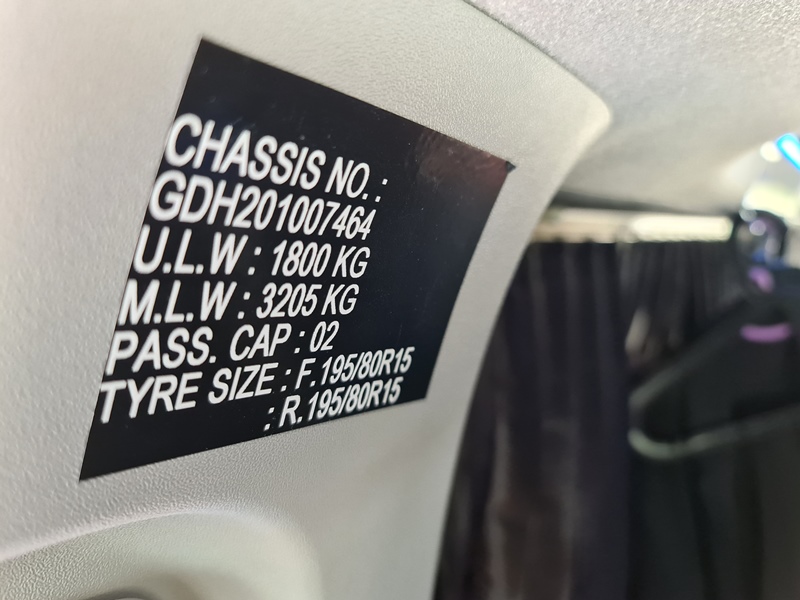 CHASSIS NO. :
GDH201007464
U.L.W : 1800 KG
M.L.W : 3205 KG
PASS. CAP : 02
TYRE SIZE : F. 195/80R15
: R. 195/80R15